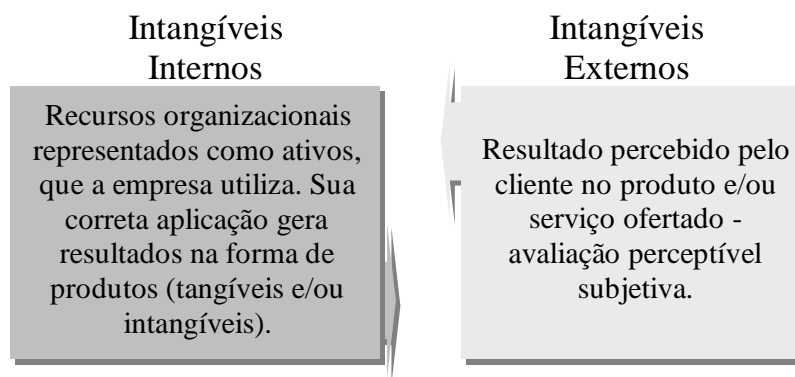 Intangíveis
Internos
Recursos organizacionais
representados como ativos,
que a empresa utiliza. Sua
correta aplicação gera
resultados na forma de
produtos (tangíveis e/ou
intangíveis).
Intangíveis
Externos
Resultado percebido pelo
cliente no produto e/ou
serviço ofertado -
avaliação perceptível
subjetiva.